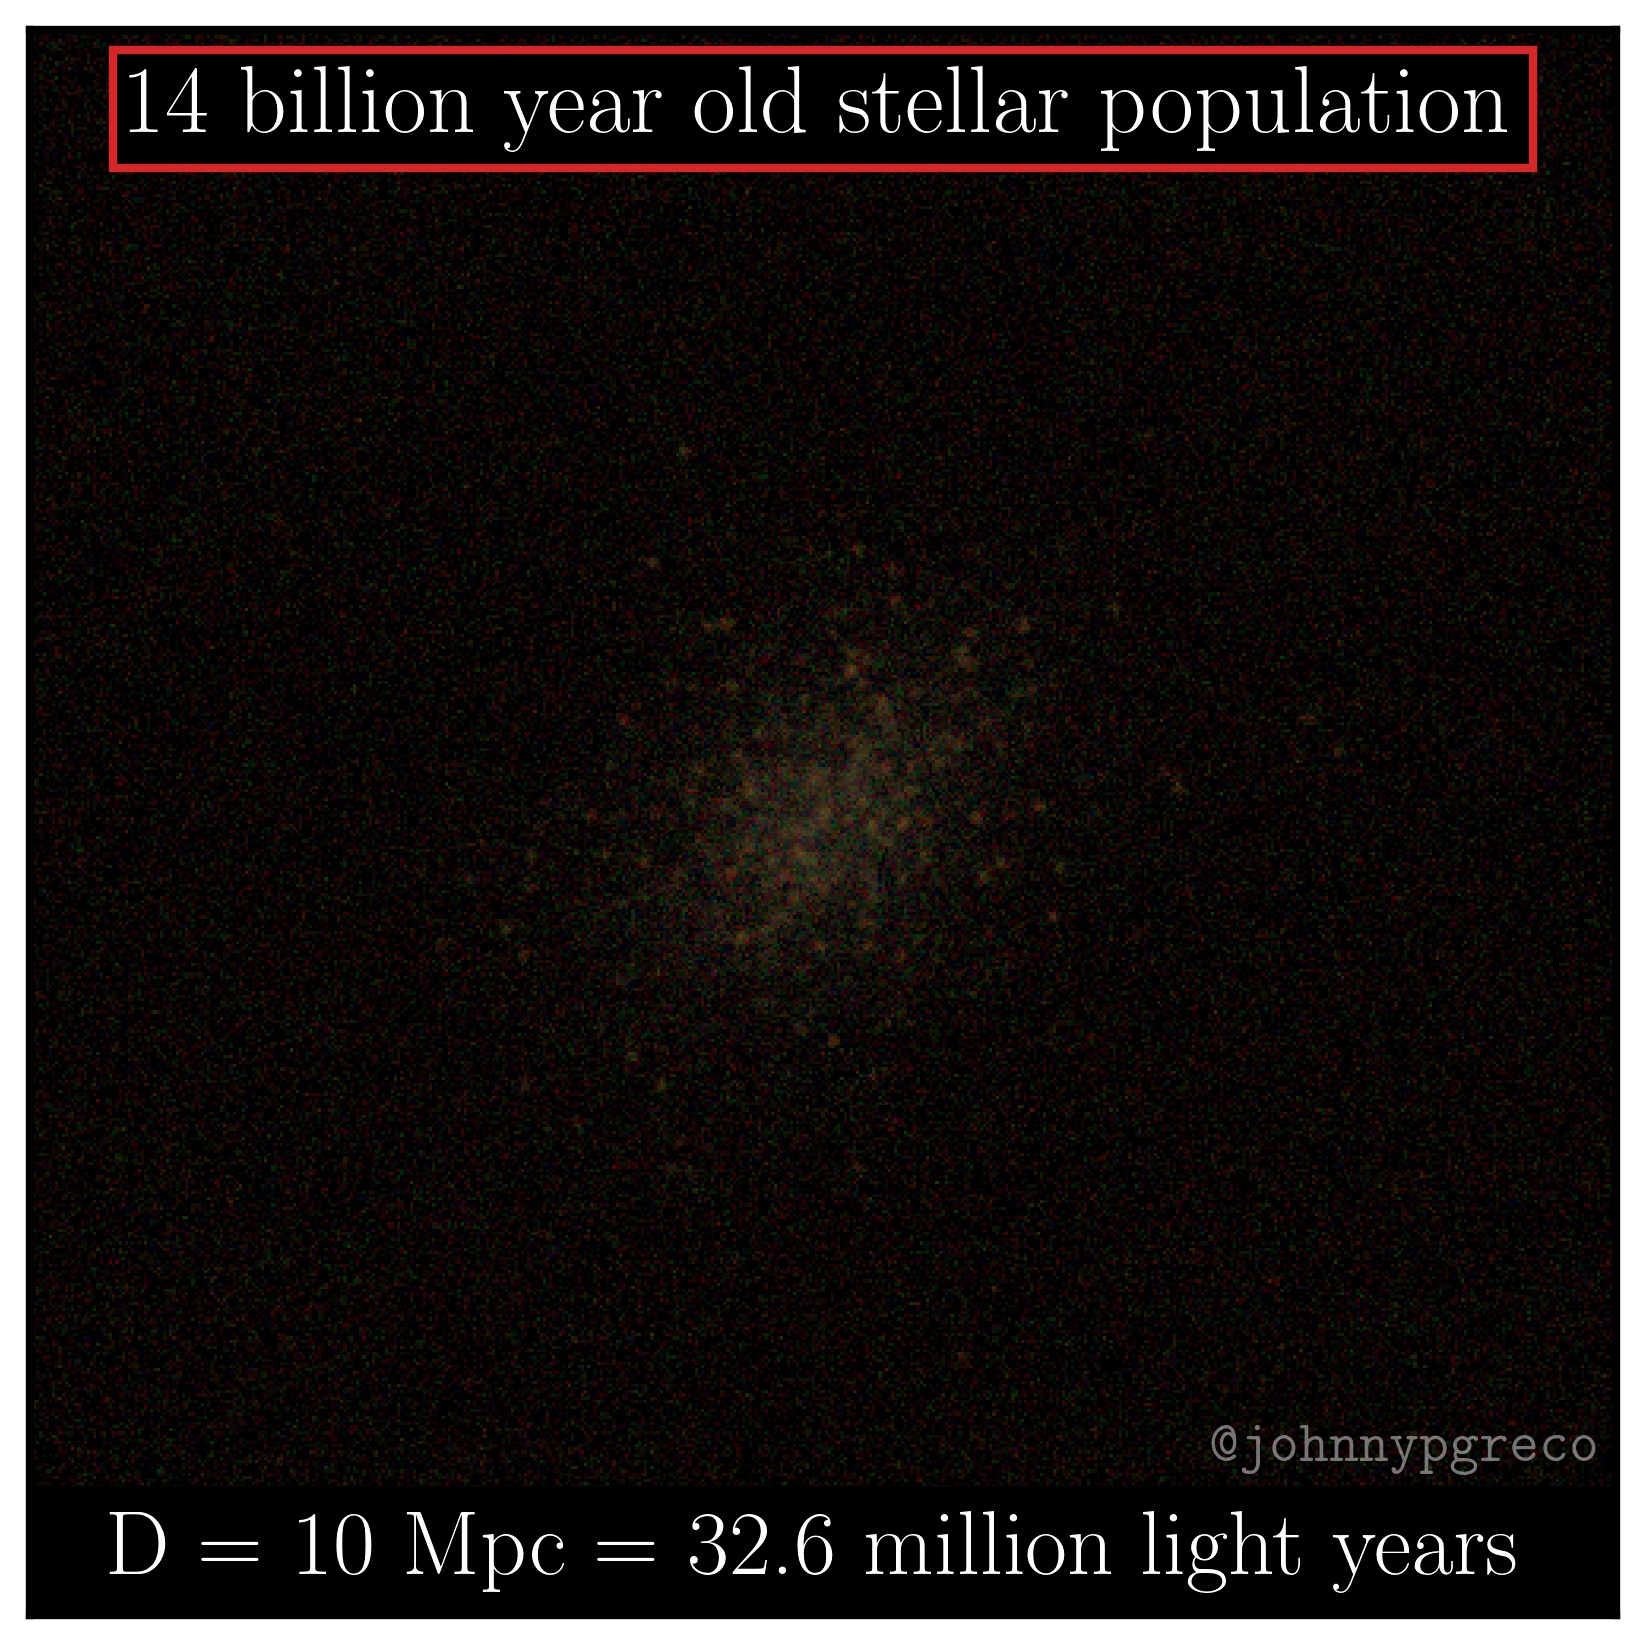 14 billion year old stellar population
@johnnypgreco
D = 10 Mpc = 32.6 million light years